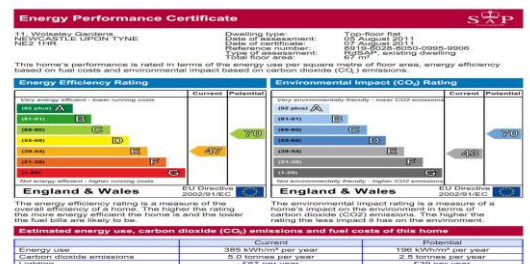 Energy Performance Certificate
SAP
11, Wolseley Gardens
NEWCASTLE UPON TYNE
NE2 1HR
Dwelling type: Top-floor flat
Date of assessment: 05 August 2011
Date of certificate: 07 August 2011
Reference number: 8919-6028-8050-0995-9906
Type of assessment: RdSAP, existing dwelling
Total floor area: 67 m²
This home's performance is rated in terms of the energy use per square metre of floor area, energy efficiency
based on fuel costs and environmental impact based on carbon dioxide (CO₂) emissions.
Energy Efficiency Rating
Current Potential
Very energy efficient - lower running costs
(92 plus) A
(81-91) B
(69-80) C
70
(55-68) D
(39-54) E
47
(21-38) F
(1-20) G
Not energy efficient - higher running costs
England & Wales
EU Directive
2002/91/EC
The energy efficiency rating is a measure of the
overall efficiency of a home. The higher the rating
the more energy efficient the home is and the lower
the fuel bills are likely to be.
Environmental Impact (CO₂) Rating
Current Potential
Very environmentally friendly - lower CO2 emissions
(92 plus) A
(81-91) B
(69-80) C
70
(55-68) D
(39-54) E
43
(21-38) F
(1-20) G
Not environmentally friendly - higher CO2 emissions
England & Wales
EU Directive
2002/91/EC
The environmental impact rating is a measure of a
home's impact on the environment in terms of
carbon dioxide (CO2) emissions. The higher the
rating the less impact it has on the environment.
Estimated energy use, carbon dioxide (CO₂) emissions and fuel costs of this home
Current Potential
Energy use 385 kWh/m² per year 196 kWh/m² per year
Carbon dioxide emissions 5.0 tonnes per year 2.5 tonnes per year
Lighting £67 per year £39 per year